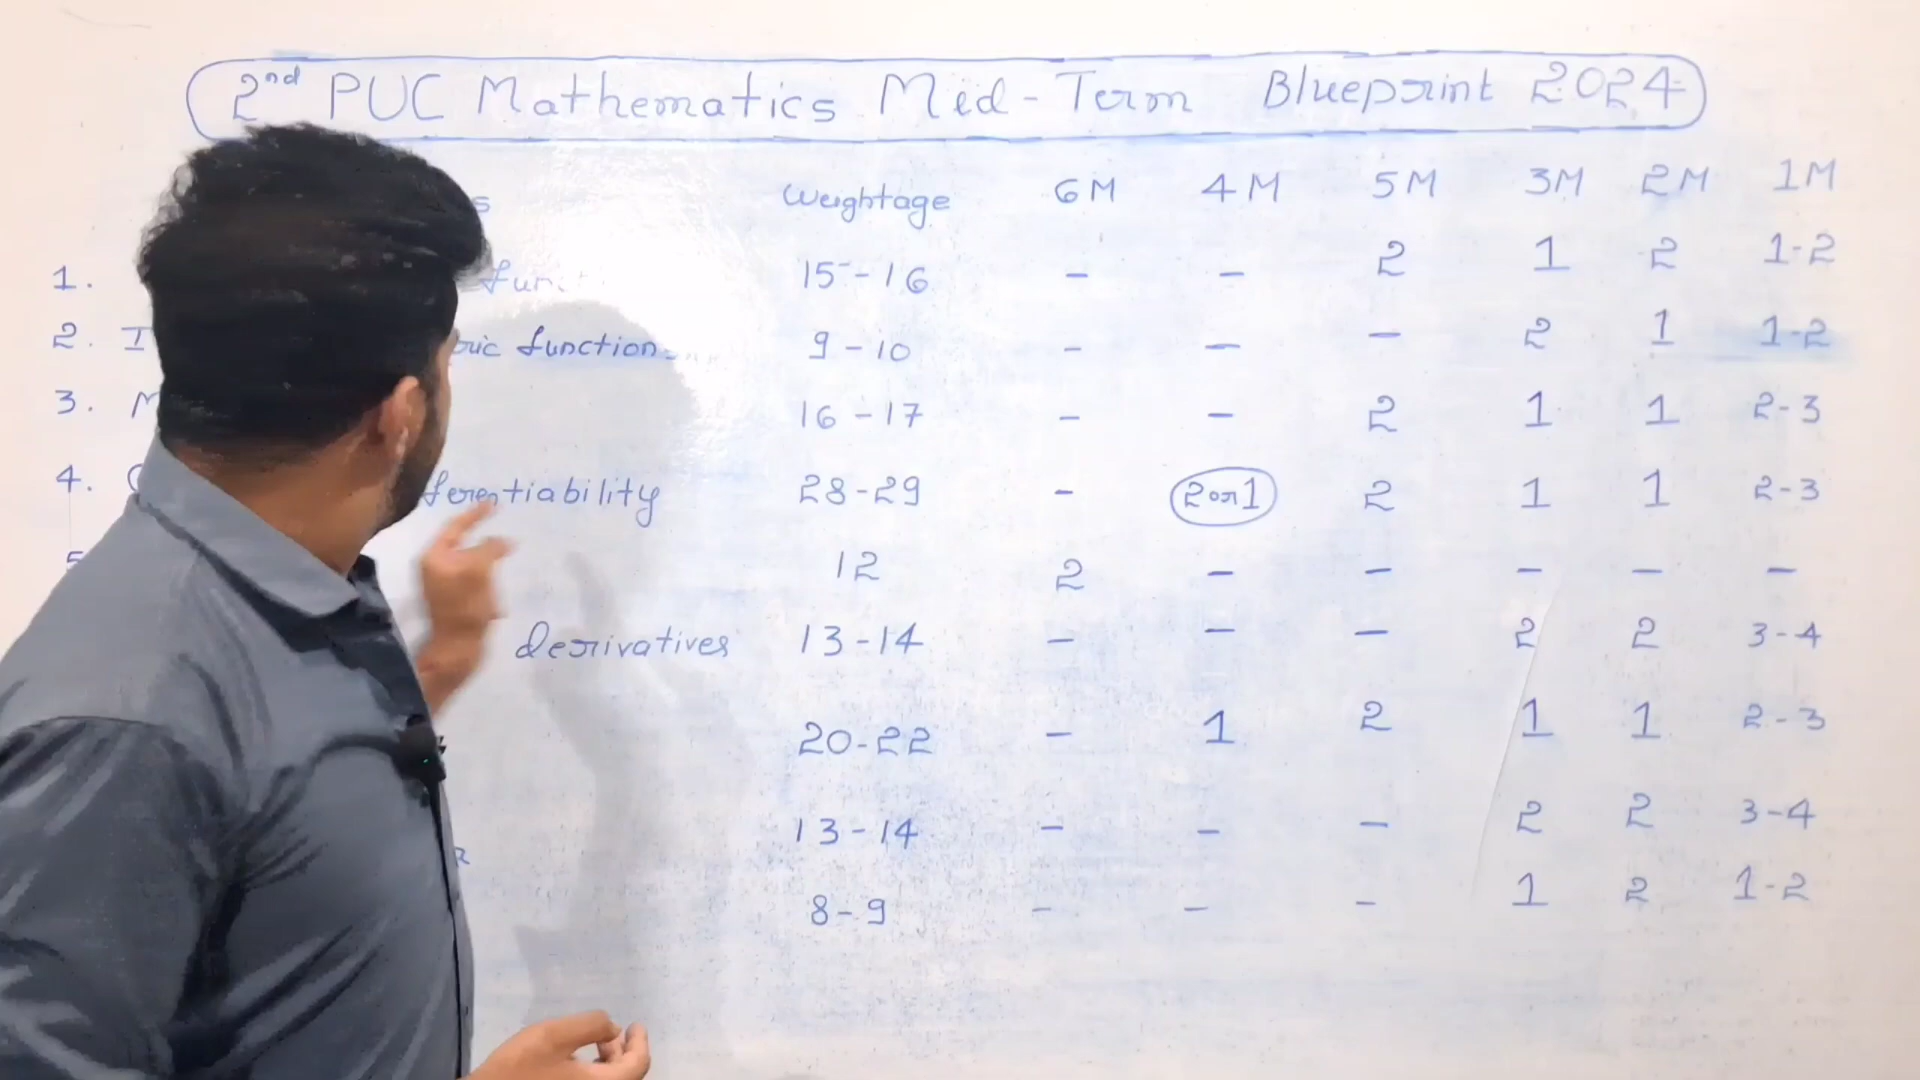 2nd PUC Mathematics Mid-Term Blueprint 2024
Weightage 6M 4M 5M 3M 2M 1M
1. 15-16 - - 2 1 2 1-2
2. function 9-10 - - - 2 1 1-2
3. 16-17 - - 2 1 1 2-3
4. 28-29 - 2 or 1 2 1 1 2-3
12 2 - - - - -
derivatives 13-14 - - - 2 2 3-4
20-22 - 1 2 1 1 2-3
13-14 - - - 2 2 3-4
8-9 - - - 1 2 1-2